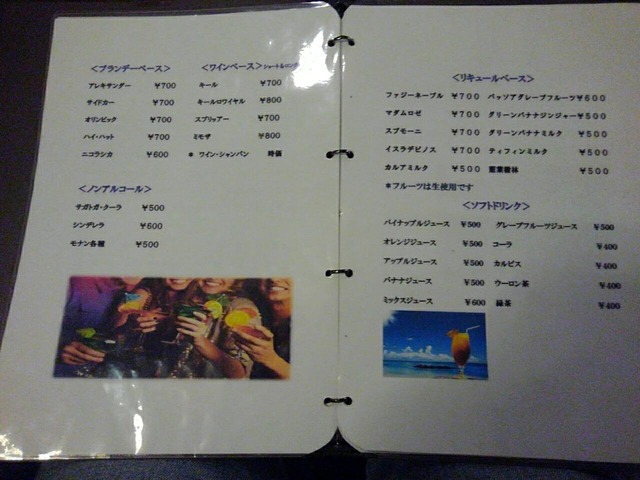 <ブランデーベース>
アレキサンダー ¥700
サイドカー ¥700
オリンピック ¥700
ハイ・ハット ¥700
ニコラシカ ¥600
<ワインベース>
キール ¥700
キールロワイヤル ¥800
スプリッツァー ¥700
ミモザ ¥800
* ワイン・シャンパン 時価
<ノンアルコール>
サガトガ・クーラ ¥500
シンデレラ ¥600
モナン各種 ¥500
<リキュールベース>
ファジーネーブル ¥700 パッソアグレープフルーツ¥600
マダムロゼ ¥700 グリーンバナナジンジャー¥500
スプモーニ ¥700 グリーンバナナミルク ¥500
イスラデピノス ¥700 ティフィンミルク ¥500
カルアミルク ¥500 ¥500
*フルーツは生使用です
<ソフトドリンク>
パイナップルジュース ¥500 グレープフルーツジュース ¥500
オレンジジュース ¥500 コーラ ¥400
アップルジュース ¥500 カルピス ¥400
バナナジュース ¥500 ウーロン茶 ¥400
ミックスジュース ¥600 緑茶 ¥400